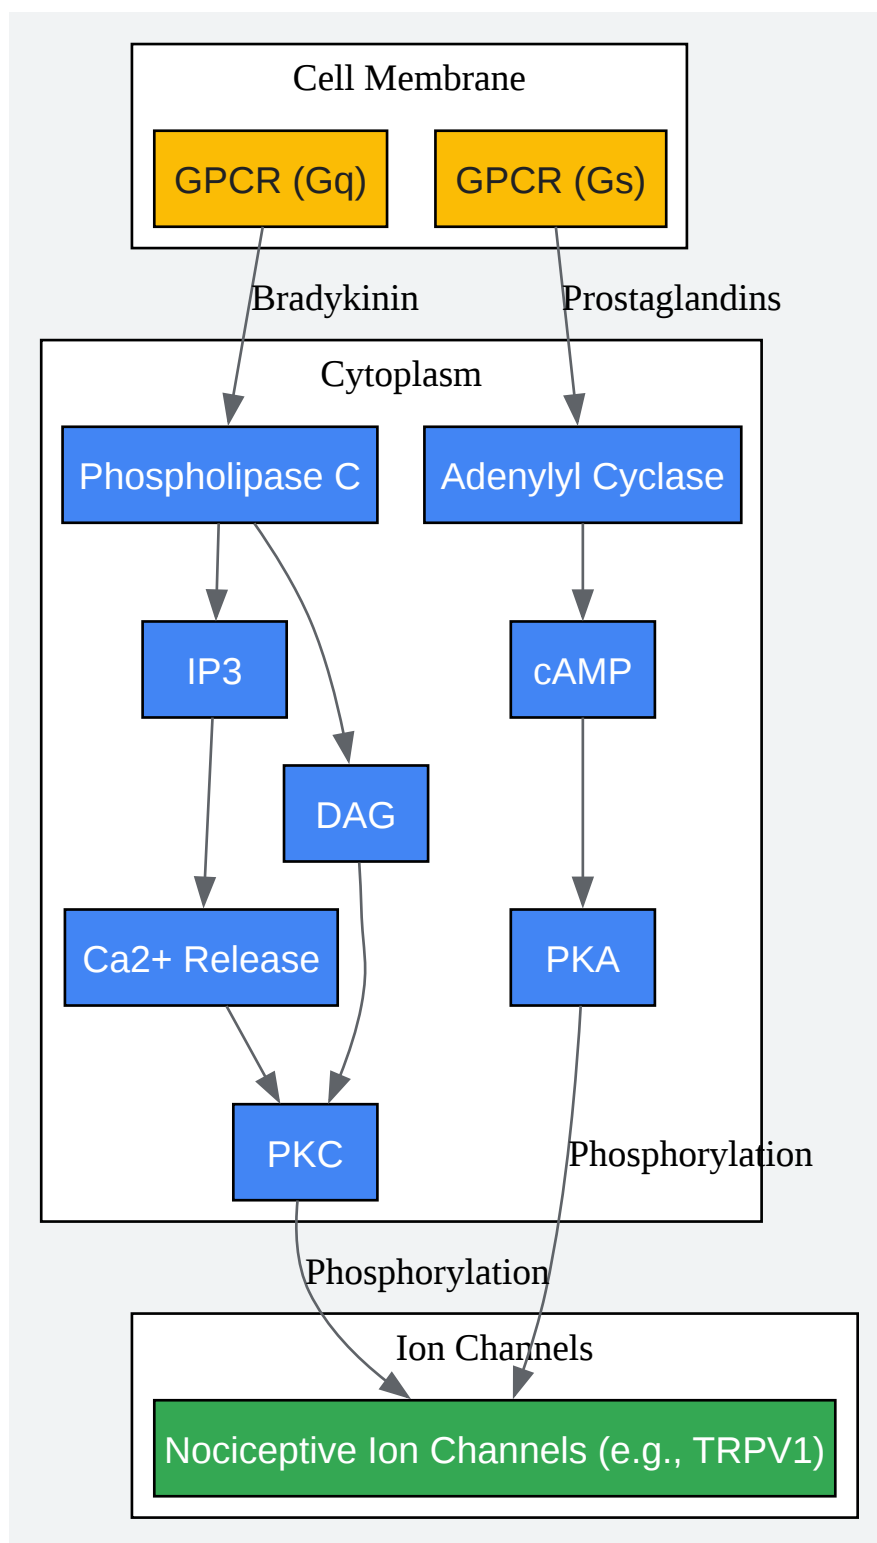 Cell Membrane
GPCR (Gq)
GPCR (Gs)
Bradykinin
Prostaglandins
Cytoplasm
Phospholipase C
Adenylyl Cyclase
IP3
cAMP
DAG
Ca2+ Release
PKA
PKC
Phosphorylation
Phosphorylation
Ion Channels
Nociceptive Ion Channels (e.g., TRPV1)